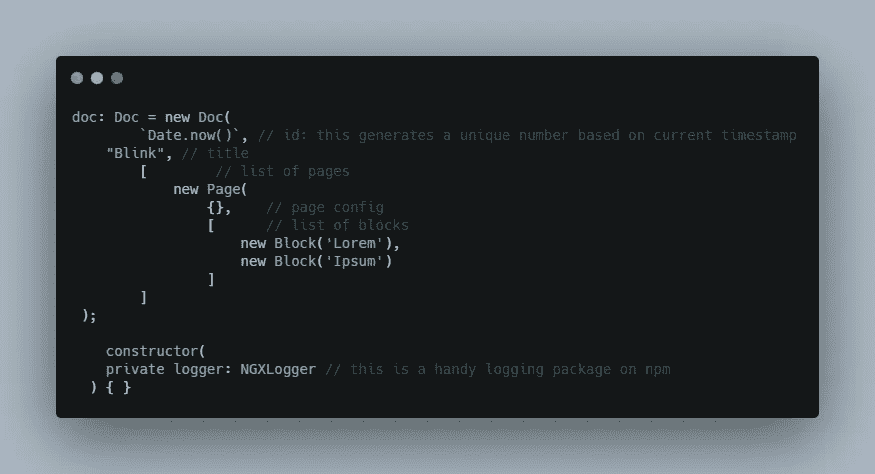 doc: Doc = new Doc(
        `Date.now()`, // id: this generates a unique number based on current timestamp
    "Blink", // title
        [        // list of pages
            new Page(
                {},    // page config
                [      // list of blocks
                    new Block('Lorem'),
                    new Block('Ipsum')
                ]
        ]
 );

    constructor(
    private logger: NGXLogger // this is a handy logging package on npm
  ) { }